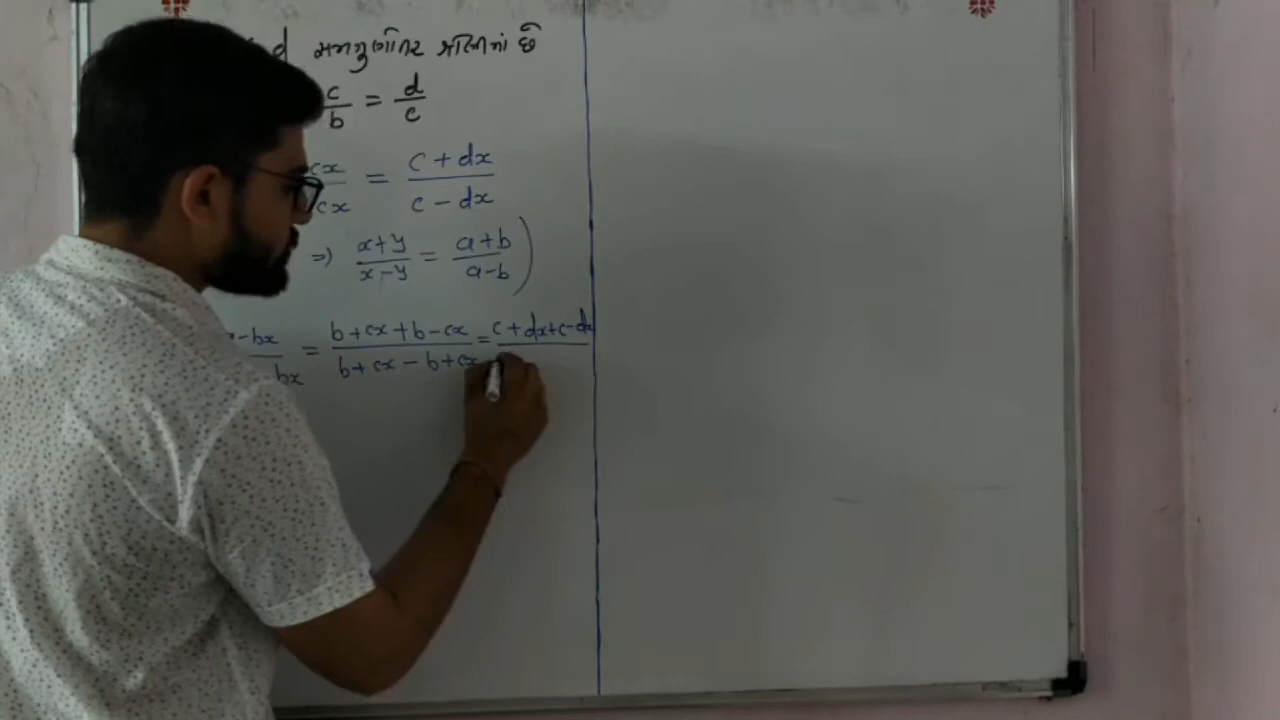 d સમગુણોત્તર શ્રેણીમાં છે
c/b = d/c
cx/cx = (c + dx)/(c - dx)
⇒) (x+y)/(x-y) = (a+b)/(a-b) )
- bx/bx = (b + cx + b - cx)/(b + cx - b + cx) = (c + dx + c - dx)/